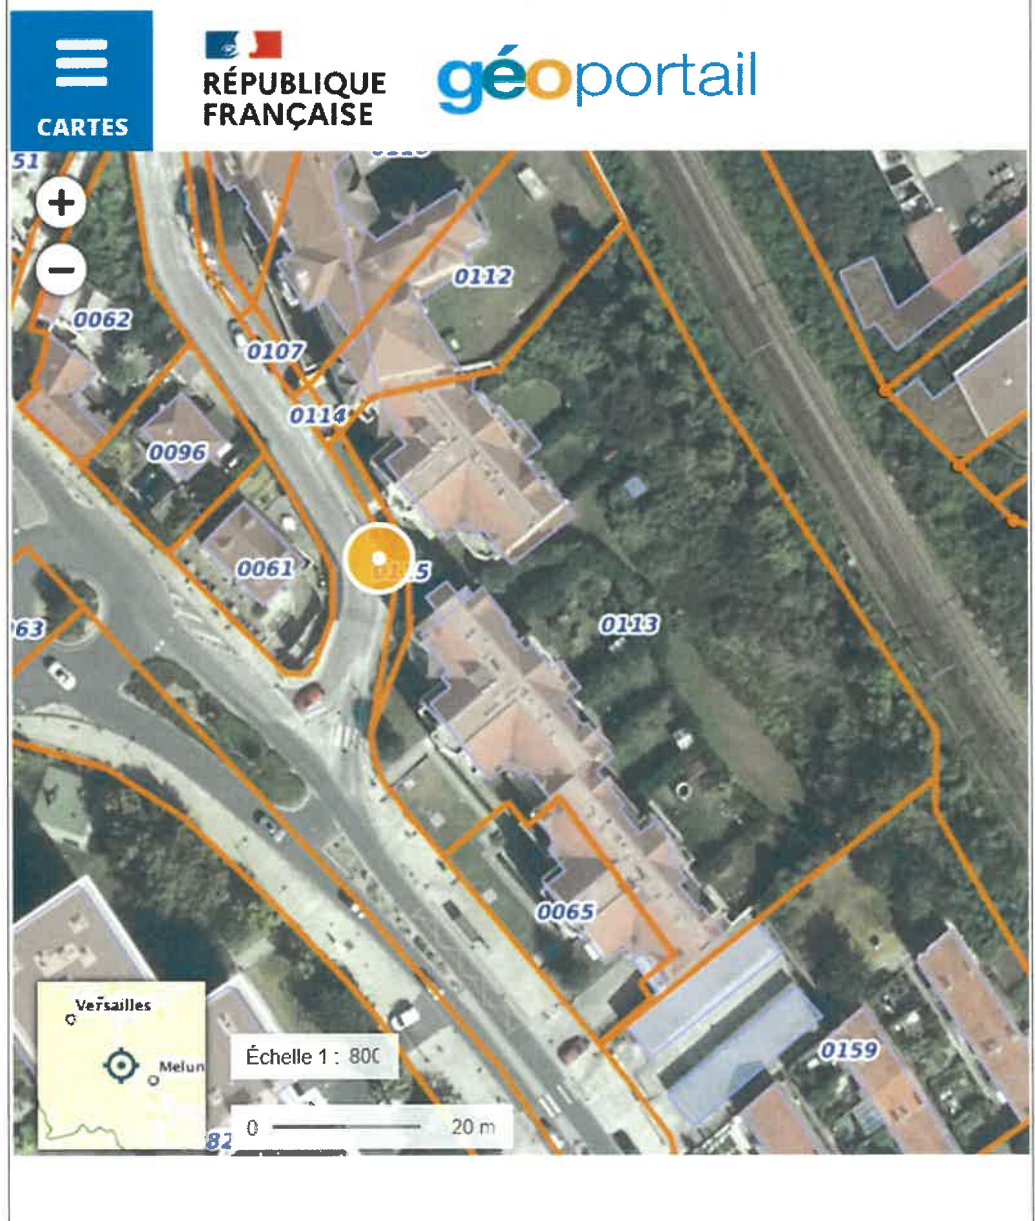 CARTES
RÉPUBLIQUE
FRANÇAISE
géoportail
51
+
−
0112
0062
0107
0114
0096
0061
63
0113
0065
Versailles
Melun
Échelle 1 : 800
0159
0
20 m
82